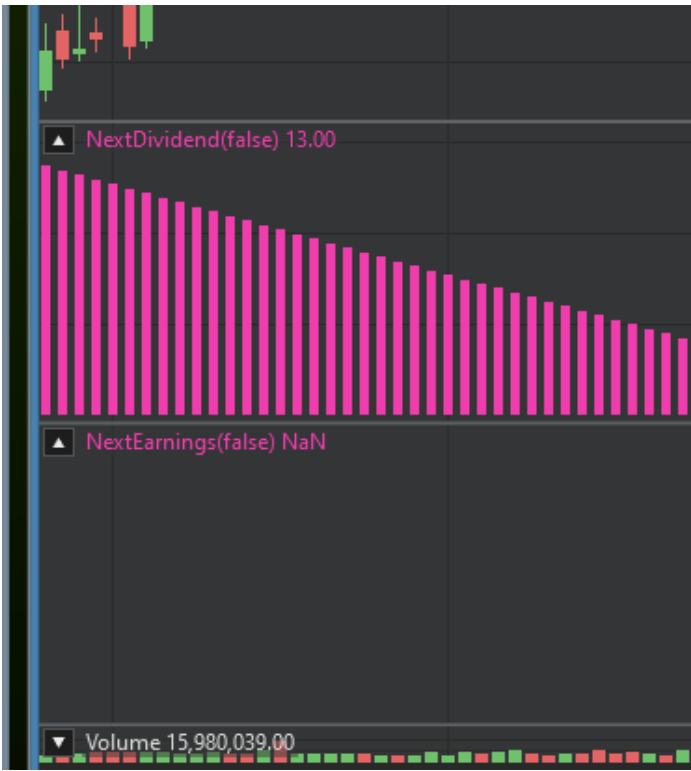 NextDividend(false) 13.00
NextEarnings(false) NaN
Volume 15,980,039.00